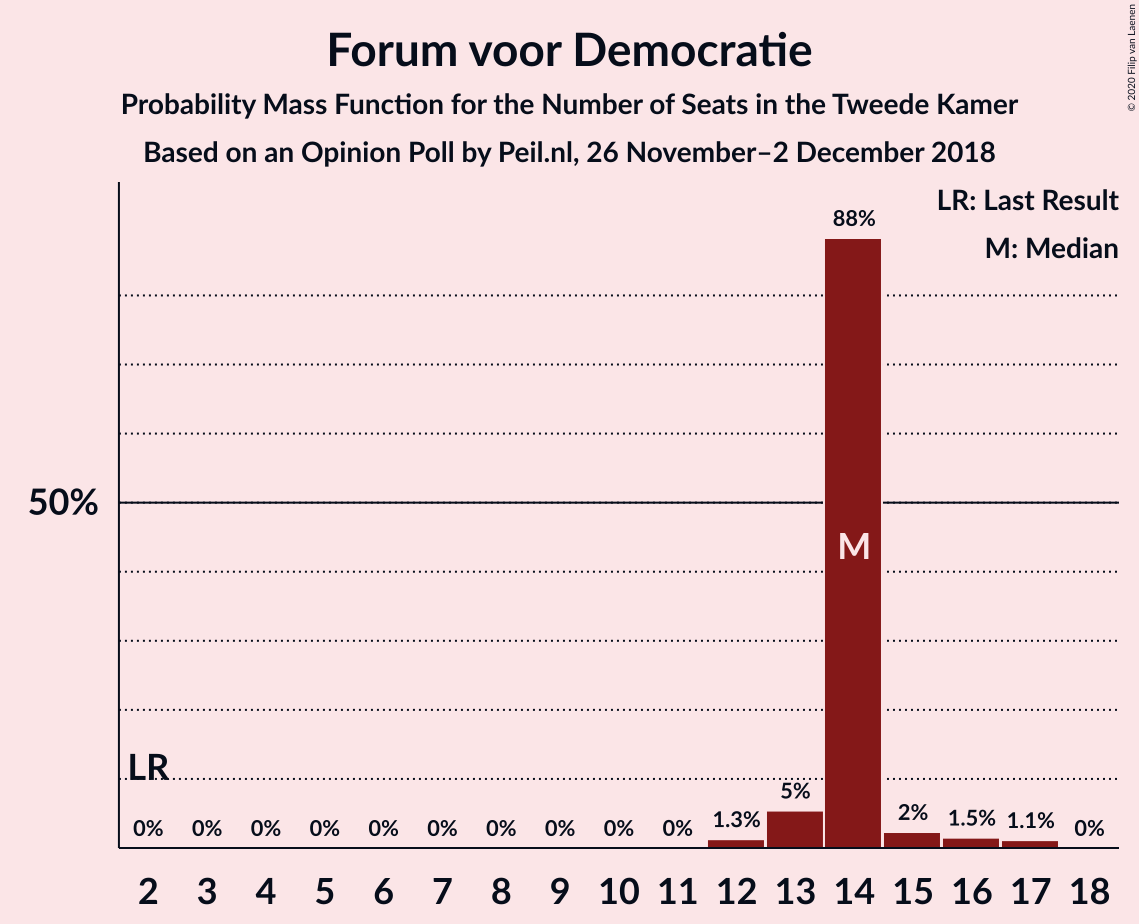 Forum voor Democratie
Probability Mass Function for the Number of Seats in the Tweede Kamer
Based on an Opinion Poll by Peil.nl, 26 November–2 December 2018
© 2020 Filip van Laenen
LR: Last Result
M: Median
88%
50%
M
LR
0% 0% 0% 0% 0% 0% 0% 0% 0% 0% 1.3% 5% 2% 1.5% 1.1% 0%
2 3 4 5 6 7 8 9 10 11 12 13 14 15 16 17 18